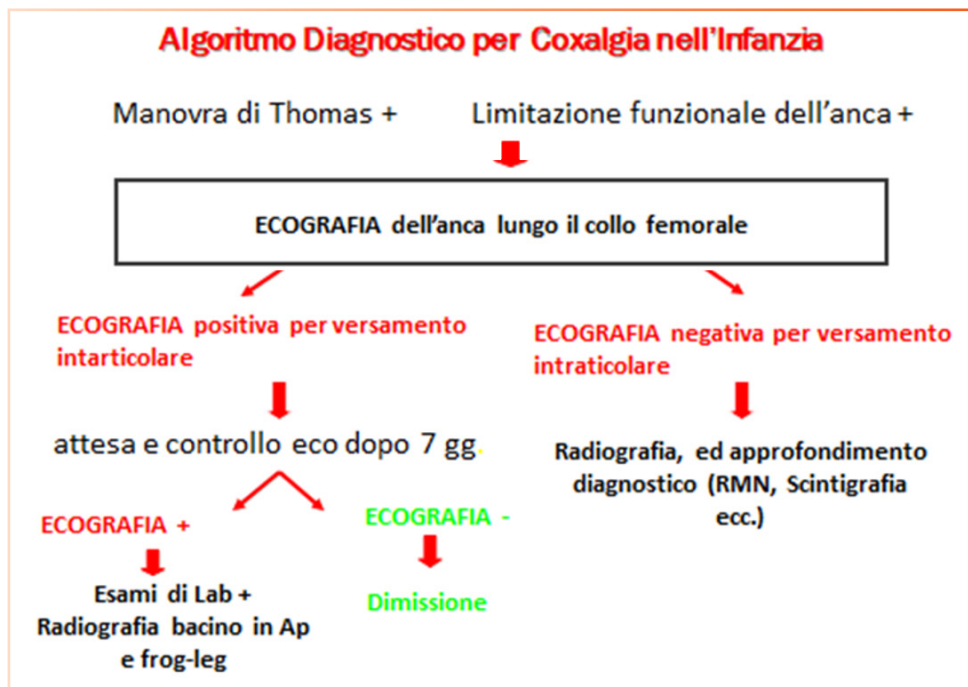 Algoritmo Diagnostico per Coxalgia nell'Infanzia
Manovra di Thomas + Limitazione funzionale dell'anca +
ECOGRAFIA dell'anca lungo il collo femorale
ECOGRAFIA positiva per versamento
intarticolare
ECOGRAFIA negativa per versamento
intraticolare
attesa e controllo eco dopo 7 gg.
Radiografia, ed approfondimento
diagnostico (RMN, Scintigrafia
ecc.)
ECOGRAFIA +
ECOGRAFIA -
Esami di Lab +
Radiografia bacino in Ap
e frog-leg
Dimissione